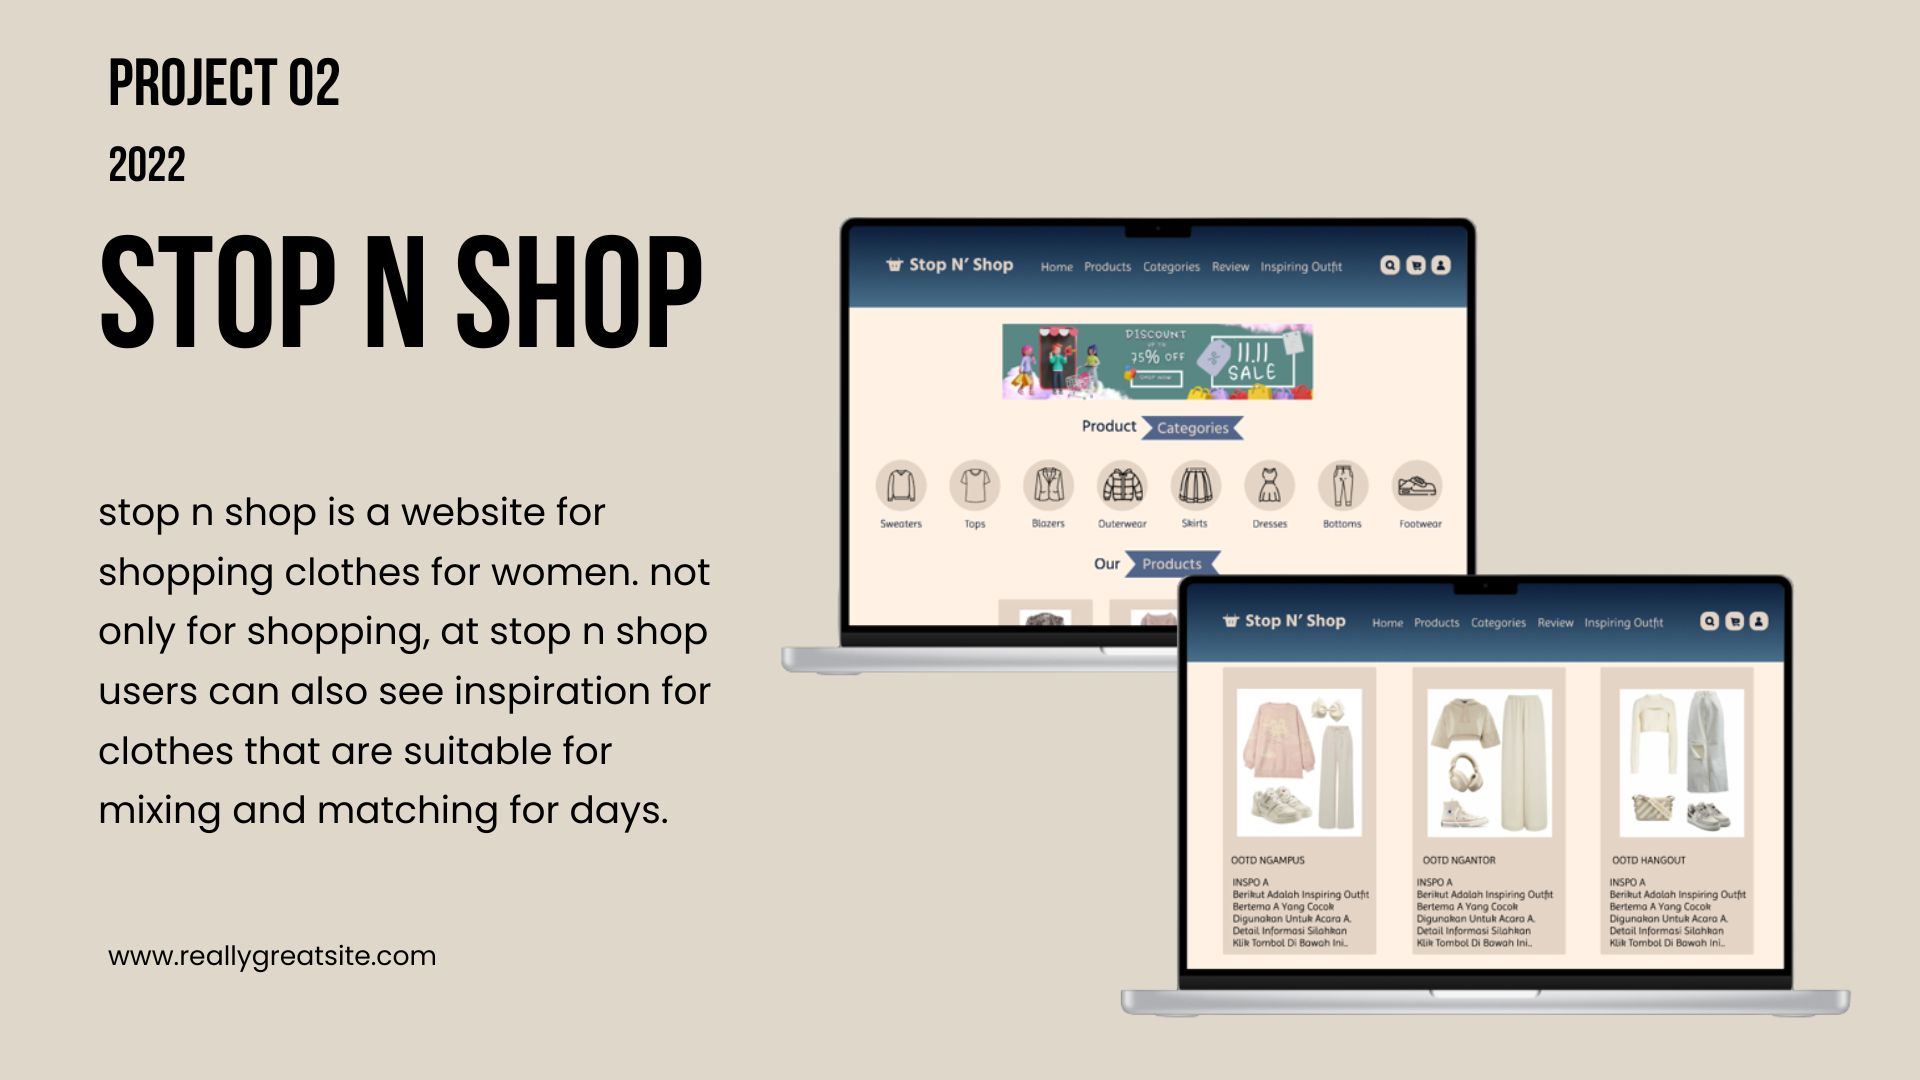 PROJECT 02
2022
STOP N SHOP
stop n shop is a website for
shopping clothes for women. not
only for shopping, at stop n shop
users can also see inspiration for
clothes that are suitable for
mixing and matching for days.
www.reallygreatsite.com
Stop N' Shop Home Products Categories Review Inspiring Outfit
DISCOUNT
UP TO
75% OFF
SHOP NOW
11.11
SALE
Product Categories
Sweaters Tops Blazers Outerwear Skirts Dresses Bottoms Footwear
Our Products
Stop N' Shop Home Products Categories Review Inspiring Outfit
OOTD NGAMPUS
INSPO A
Berikut Adalah Inspiring Outfit
Bertema A Yang Cocok
Digunakan Untuk Acara A.
Detail Informasi Silahkan
Klik Tombol Di Bawah Ini..
OOTD NGANTOR
INSPO A
Berikut Adalah Inspiring Outfit
Bertema A Yang Cocok
Digunakan Untuk Acara A.
Detail Informasi Silahkan
Klik Tombol Di Bawah Ini..
OOTD HANGOUT
INSPO A
Berikut Adalah Inspiring Outfit
Bertema A Yang Cocok
Digunakan Untuk Acara A.
Detail Informasi Silahkan
Klik Tombol Di Bawah Ini..